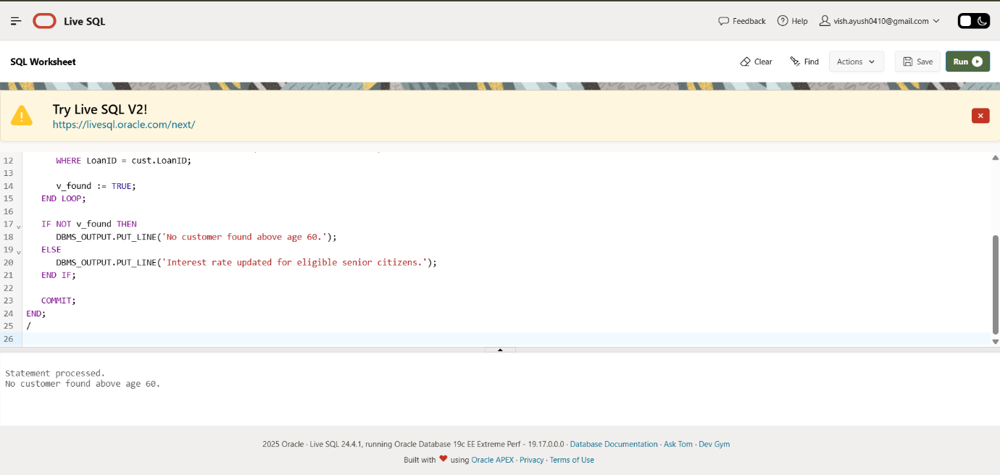 Live SQL
Feedback
Help
vish.ayush0410@gmail.com
SQL Worksheet
Clear
Find
Actions
Save
Run
Try Live SQL V2!
https://livesql.oracle.com/next/
12 WHERE LoanID = cust.LoanID;
13
14 v_found := TRUE;
15 END LOOP;
16
17 IF NOT v_found THEN
18 DBMS_OUTPUT.PUT_LINE('No customer found above age 60.');
19 ELSE
20 DBMS_OUTPUT.PUT_LINE('Interest rate updated for eligible senior citizens.');
21 END IF;
22
23 COMMIT;
24 END;
25 /
26
Statement processed.
No customer found above age 60.
2025 Oracle · Live SQL 24.4.1, running Oracle Database 19c EE Extreme Perf - 19.17.0.0.0 · Database Documentation · Ask Tom · Dev Gym
Built with ❤ using Oracle APEX · Privacy · Terms of Use